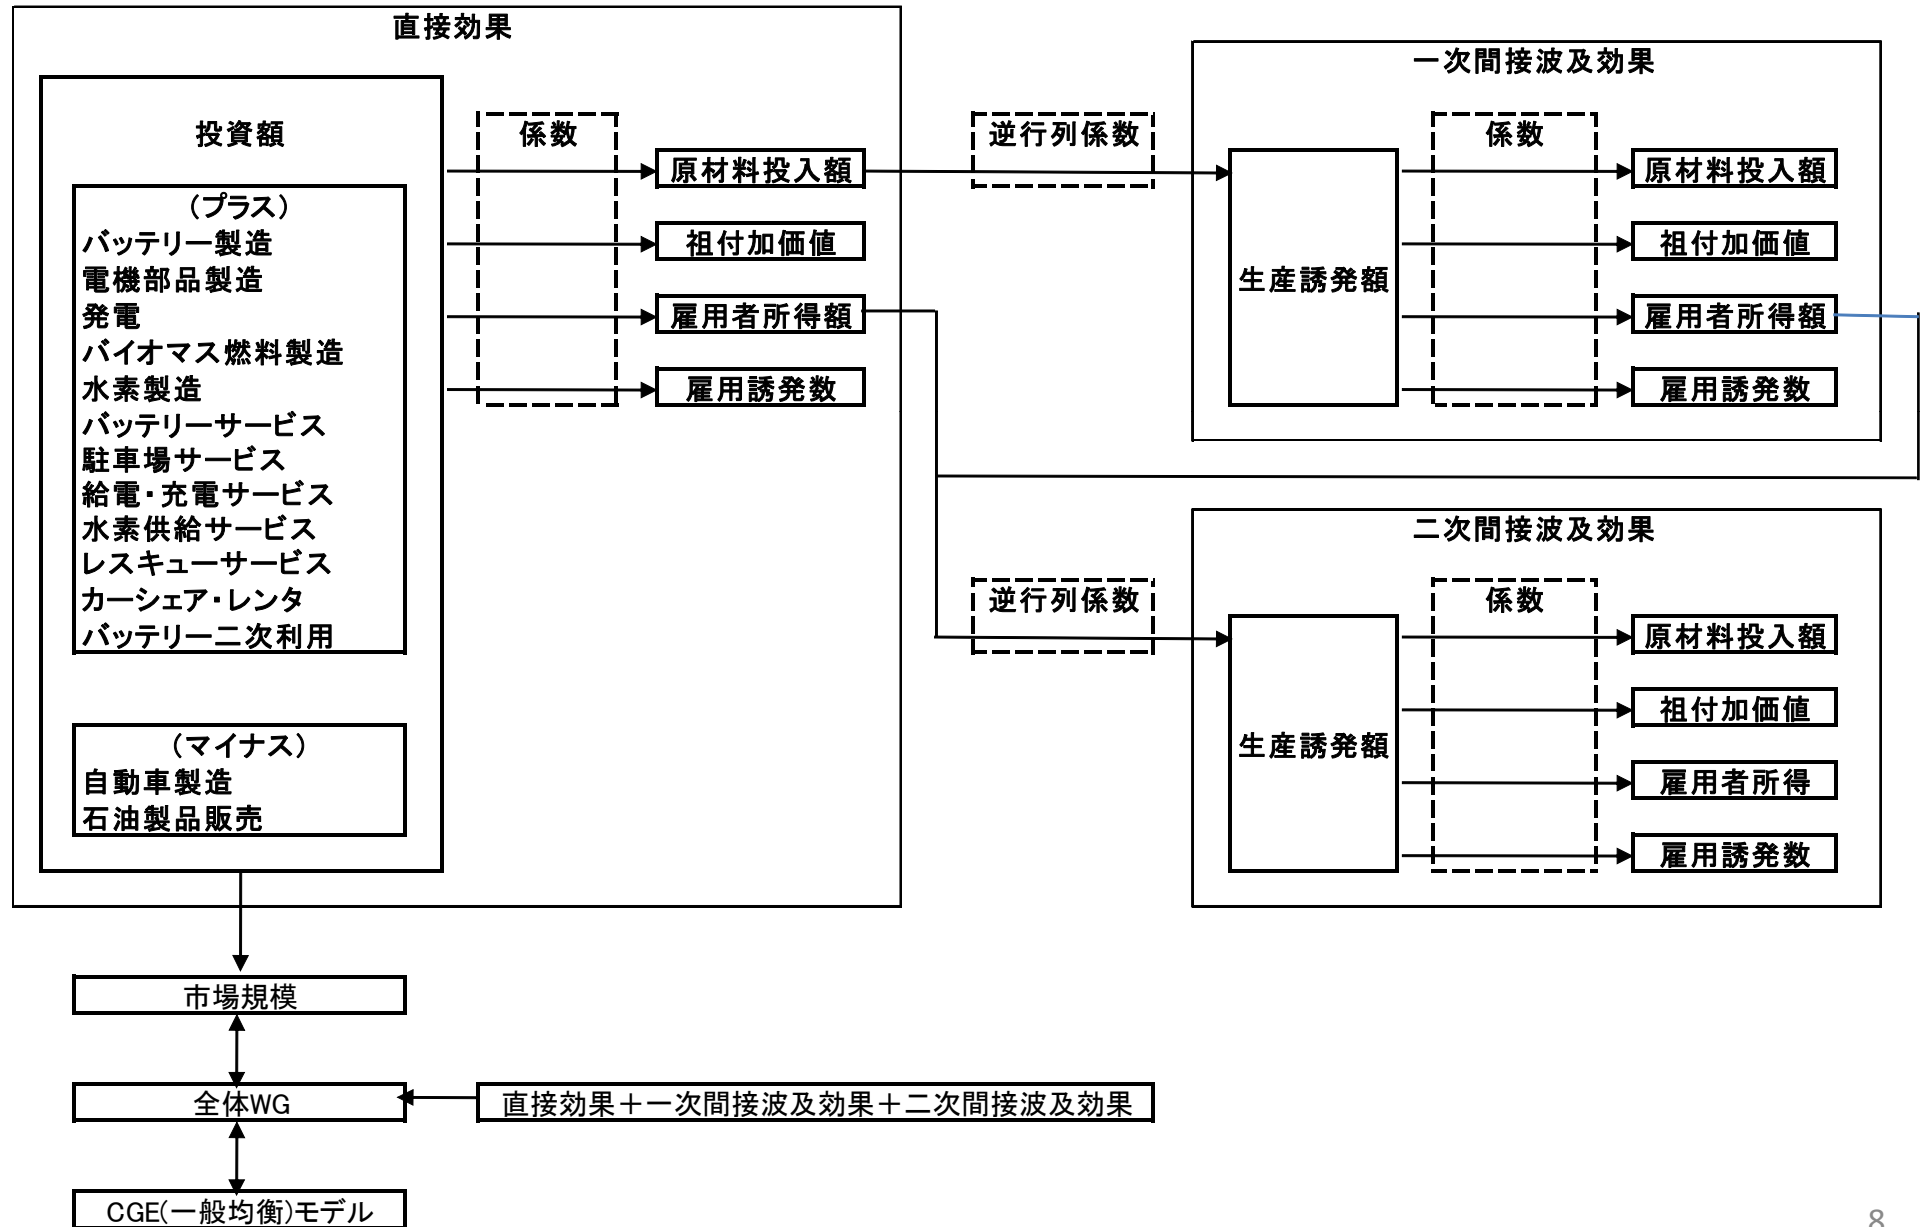 直接効果
投資額
（プラス）
バッテリー製造
電機部品製造
発電
バイオマス燃料製造
水素製造
バッテリーサービス
駐車場サービス
給電・充電サービス
水素供給サービス
レスキューサービス
カーシェア・レンタ
バッテリー二次利用
（マイナス）
自動車製造
石油製品販売
係数
原材料投入額
祖付加価値
雇用者所得額
雇用誘発数
逆行列係数
一次間接波及効果
生産誘発額
係数
原材料投入額
祖付加価値
雇用者所得額
雇用誘発数
逆行列係数
二次間接波及効果
生産誘発額
係数
原材料投入額
祖付加価値
雇用者所得
雇用誘発数
市場規模
全体WG
直接効果＋一次間接波及効果＋二次間接波及効果
CGE(一般均衡)モデル
8